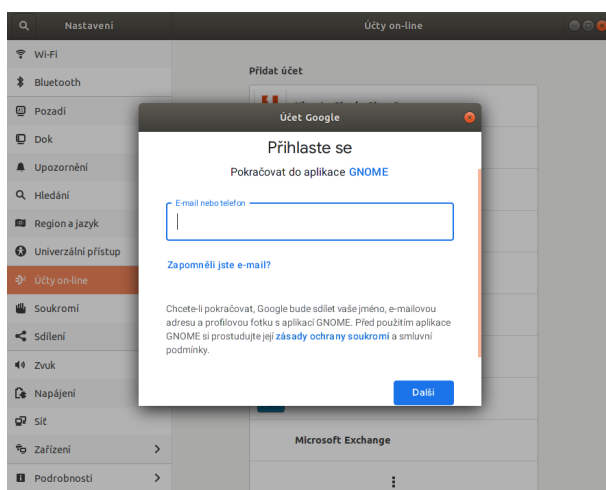 Nastavení
Účty on-line
Wi-Fi
Bluetooth
Pozadí
Dok
Upozornění
Hledání
Region a jazyk
Univerzální přístup
Účty on-line
Soukromí
Sdílení
Zvuk
Napájení
Síť
Zařízení
Podrobnosti
Přidat účet
Účet Google
Přihlaste se
Pokračovat do aplikace GNOME
E-mail nebo telefon
Zapomněli jste e-mail?
Chcete-li pokračovat, Google bude sdílet vaše jméno, e-mailovou
adresu a profilovou fotku s aplikací GNOME. Před použitím aplikace
GNOME si prostudujte její zásady ochrany soukromí a smluvní
podmínky.
Další
Microsoft Exchange